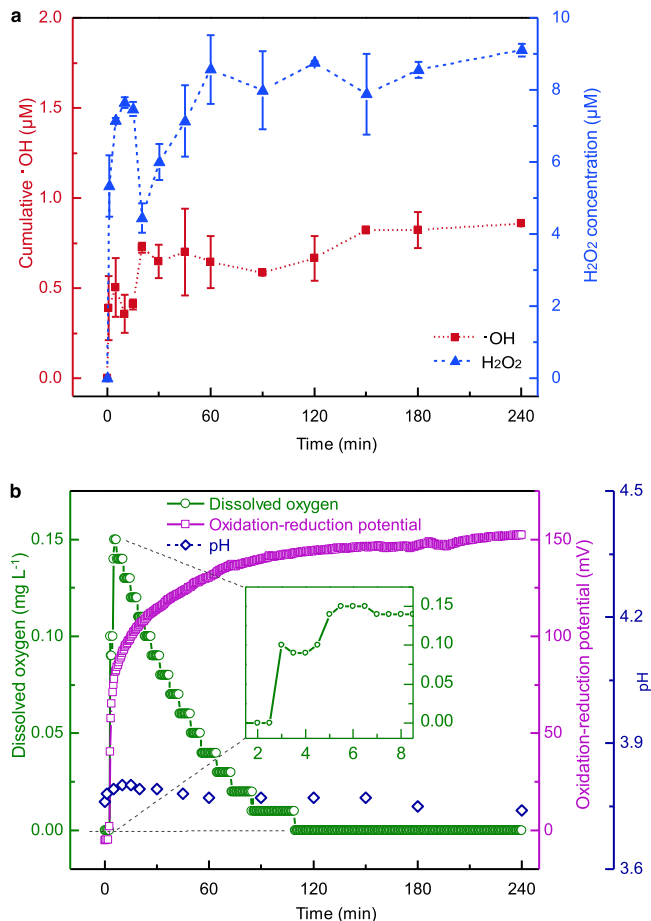 a
2.0
1.5
1.0
0.5
0.0
Cumulative ·OH (µM)
10
8
6
4
2
0
H2O2 concentration (µM)
·OH
H2O2
0 60 120 180 240
Time (min)
b
Dissolved oxygen
Oxidation-reduction potential
pH
0.15
0.10
0.05
0.00
Dissolved oxygen (mg L-1)
150
100
50
0
Oxidation-reduction potential (mV)
4.5
4.2
3.9
3.6
pH
0.15
0.10
0.05
0.00
2 4 6 8
0 60 120 180 240
Time (min)